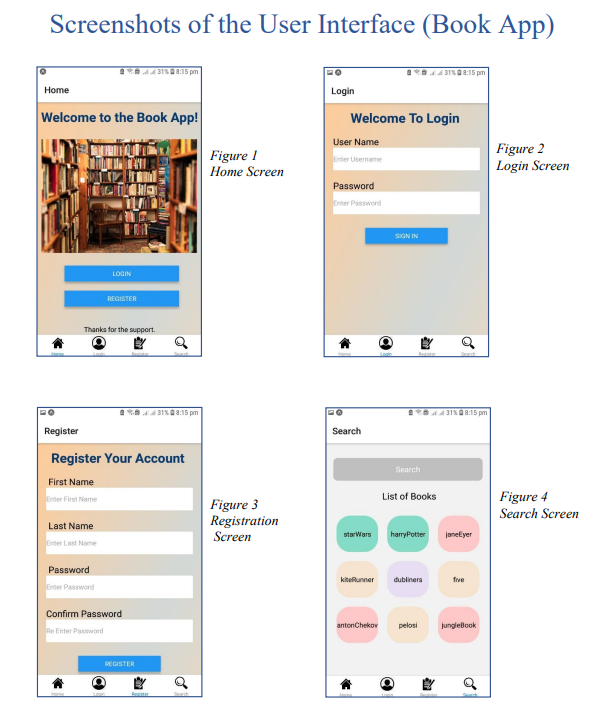 Screenshots of the User Interface (Book App)
31% 8:15 pm
Home
Welcome to the Book App!
LOGIN
REGISTER
Thanks for the support.
Home Login Register Search
Figure 1
Home Screen
31% 8:15 pm
Login
Welcome To Login
User Name
Enter Username
Password
Enter Password
SIGN IN
Home Login Register Search
Figure 2
Login Screen
31% 8:15 pm
Register
Register Your Account
First Name
Enter First Name
Last Name
Enter Last Name
Password
Enter Password
Confirm Password
Re Enter Password
REGISTER
Home Login Register Search
Figure 3
Registration
Screen
31% 8:15 pm
Search
Search
List of Books
starWars harryPotter janeEyer
kiteRunner dubliners five
antonChekov pelosi jungleBook
Home Login Register Search
Figure 4
Search Screen